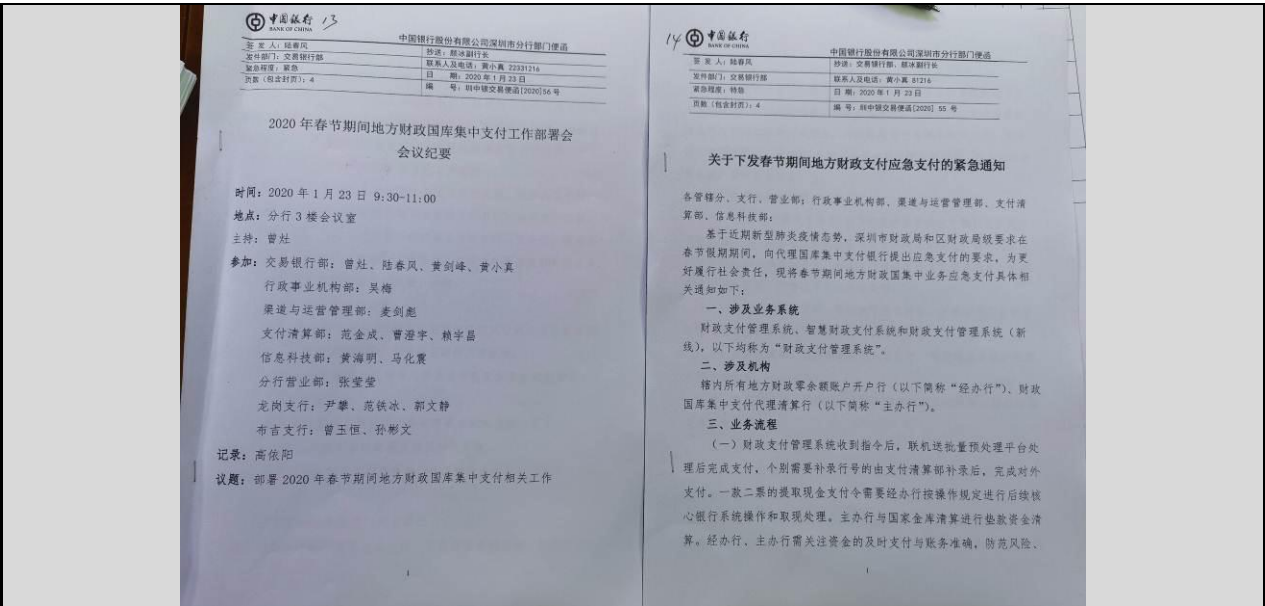 中国银行 13
BANK OF CHINA
中国银行股份有限公司深圳市分行部门便函
签 发 人：陆春风
抄送：颜冰副行长
发件部门：交易银行部
联系人及电话：黄小真 22331216
紧急程度：紧急
日 期：2020年1月23日
页数（包含封页）：4
编 号：圳中银交易便函[2020]56号
2020 年春节期间地方财政国库集中支付工作部署会
会议纪要
时间：2020 年 1 月 23 日 9:30-11:00
地点：分行 3 楼会议室
主持：曾灶
参加：交易银行部：曾灶、陆春风、黄剑峰、黄小真
行政事业机构部：吴梅
渠道与运营管理部：麦剑彪
支付清算部：范金成、曹澄宇、赖宇昌
信息科技部：黄海明、马化震
分行营业部：张莹莹
龙岗支行：尹攀、范铁冰、郭文静
布吉支行：曾玉恒、孙彬文
记录：高依阳
议题：部署 2020 年春节期间地方财政国库集中支付相关工作
1
14 中国银行
BANK OF CHINA
中国银行股份有限公司深圳市分行部门便函
签 发 人：陆春风
抄送：交易银行部、颜冰副行长
发件部门：交易银行部
联系人及电话：黄小真 81216
紧急程度：特急
日 期：2020年 1 月 23 日
页数（包含封页）：4
编 号：圳中银交易便函[2020] 55 号
关于下发春节期间地方财政支付应急支付的紧急通知
各管辖分、支行、营业部；行政事业机构部、渠道与运营管理部、支付清
算部、信息科技部：
基于近期新型肺炎疫情态势，深圳市财政局和区财政局级要求在
春节假期期间，向代理国库集中支付银行提出应急支付的要求，为更
好履行社会责任，现将春节期间地方财政国集中业务应急支付具体相
关通知如下：
一、涉及业务系统
财政支付管理系统、智慧财政支付系统和财政支付管理系统（新
线），以下均称为“财政支付管理系统”。
二、涉及机构
辖内所有地方财政零余额账户开户行（以下简称“经办行”）、财政
国库集中支付代理清算行（以下简称“主办行”）。
三、业务流程
（一）财政支付管理系统收到指令后，联机送批量预处理平台处
理后完成支付，个别需要补录行号的由支付清算部补录后，完成对外
支付。一款二票的提取现金支付令需要经办行按操作规定进行后续核
心银行系统操作和取现处理。主办行与国家金库清算进行垫款资金清
算。经办行、主办行需关注资金的及时支付与账务准确，防范风险、
1